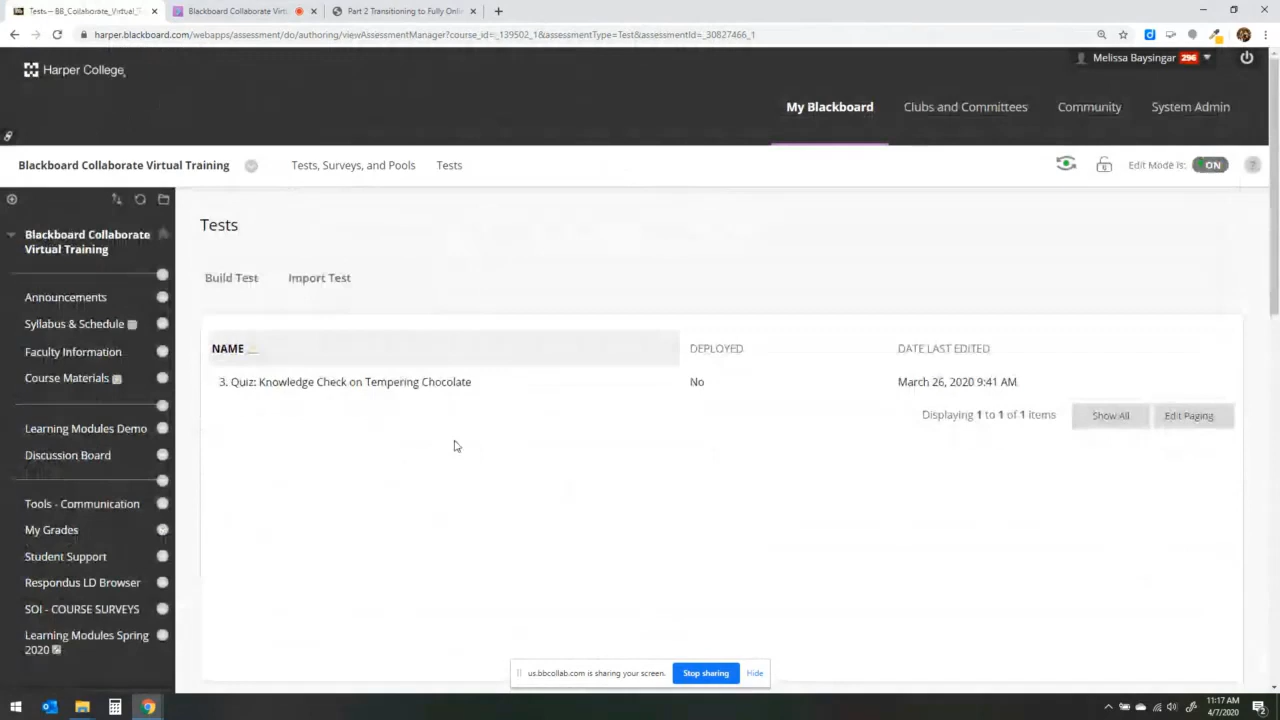 Tests – BB_Collaborate_Virtual_T
Blackboard Collaborate Virtu
Part 2 Transitioning to Fully Onli
harper.blackboard.com/webapps/assessment/do/authoring/viewAssessmentManager?course_id=_139502_1&assessmentType=Test&assessmentId=_30827466_1
Harper College
Melissa Baysingar 296
My Blackboard Clubs and Committees Community System Admin
Blackboard Collaborate Virtual Training Tests, Surveys, and Pools Tests Edit Mode is: ON ?
Blackboard Collaborate
Virtual Training
Announcements
Syllabus & Schedule
Faculty Information
Course Materials
Learning Modules Demo
Discussion Board
Tools - Communication
My Grades
Student Support
Respondus LD Browser
SOI - COURSE SURVEYS
Learning Modules Spring
2020
Tests
Build Test Import Test
NAME DEPLOYED DATE LAST EDITED
3. Quiz: Knowledge Check on Tempering Chocolate No March 26, 2020 9:41 AM
Displaying 1 to 1 of 1 items Show All Edit Paging
us.bbcollab.com is sharing your screen. Stop sharing Hide
11:17 AM
4/7/2020
2